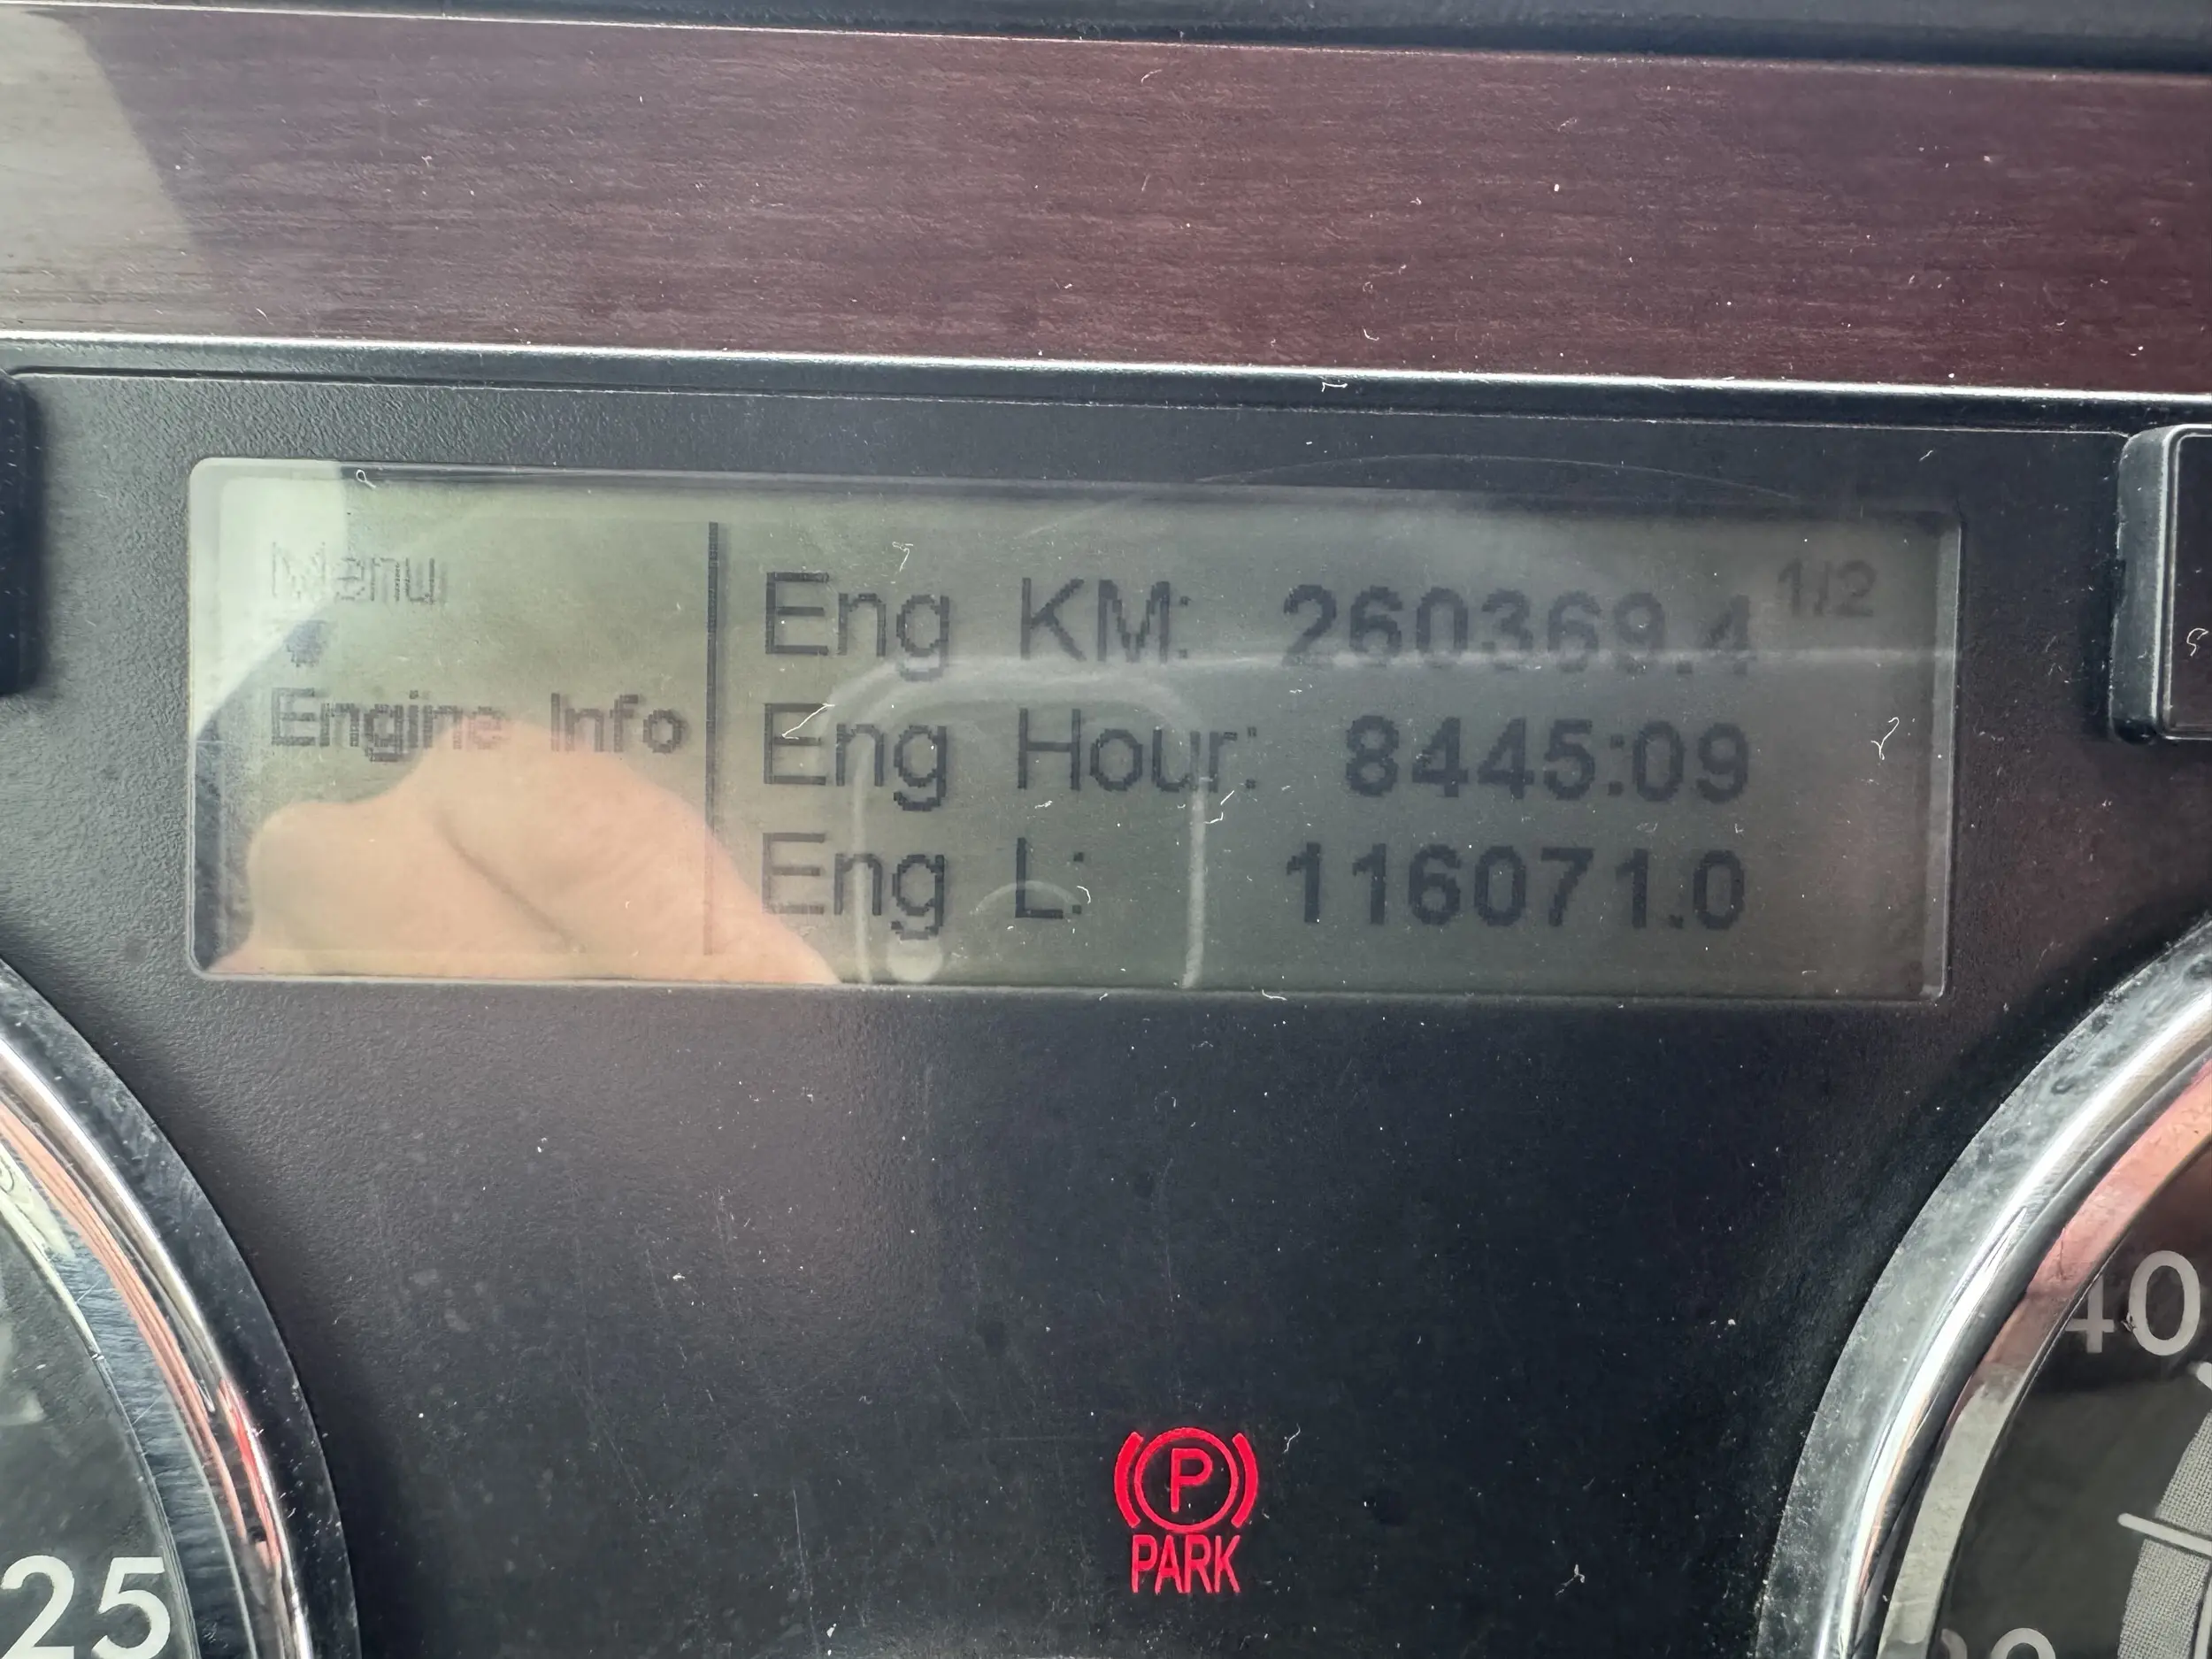 Menu
Engine Info
1/2
Eng KM: 260369.4
Eng Hour: 8445:09
Eng L: 116071.0
P
PARK
25
40